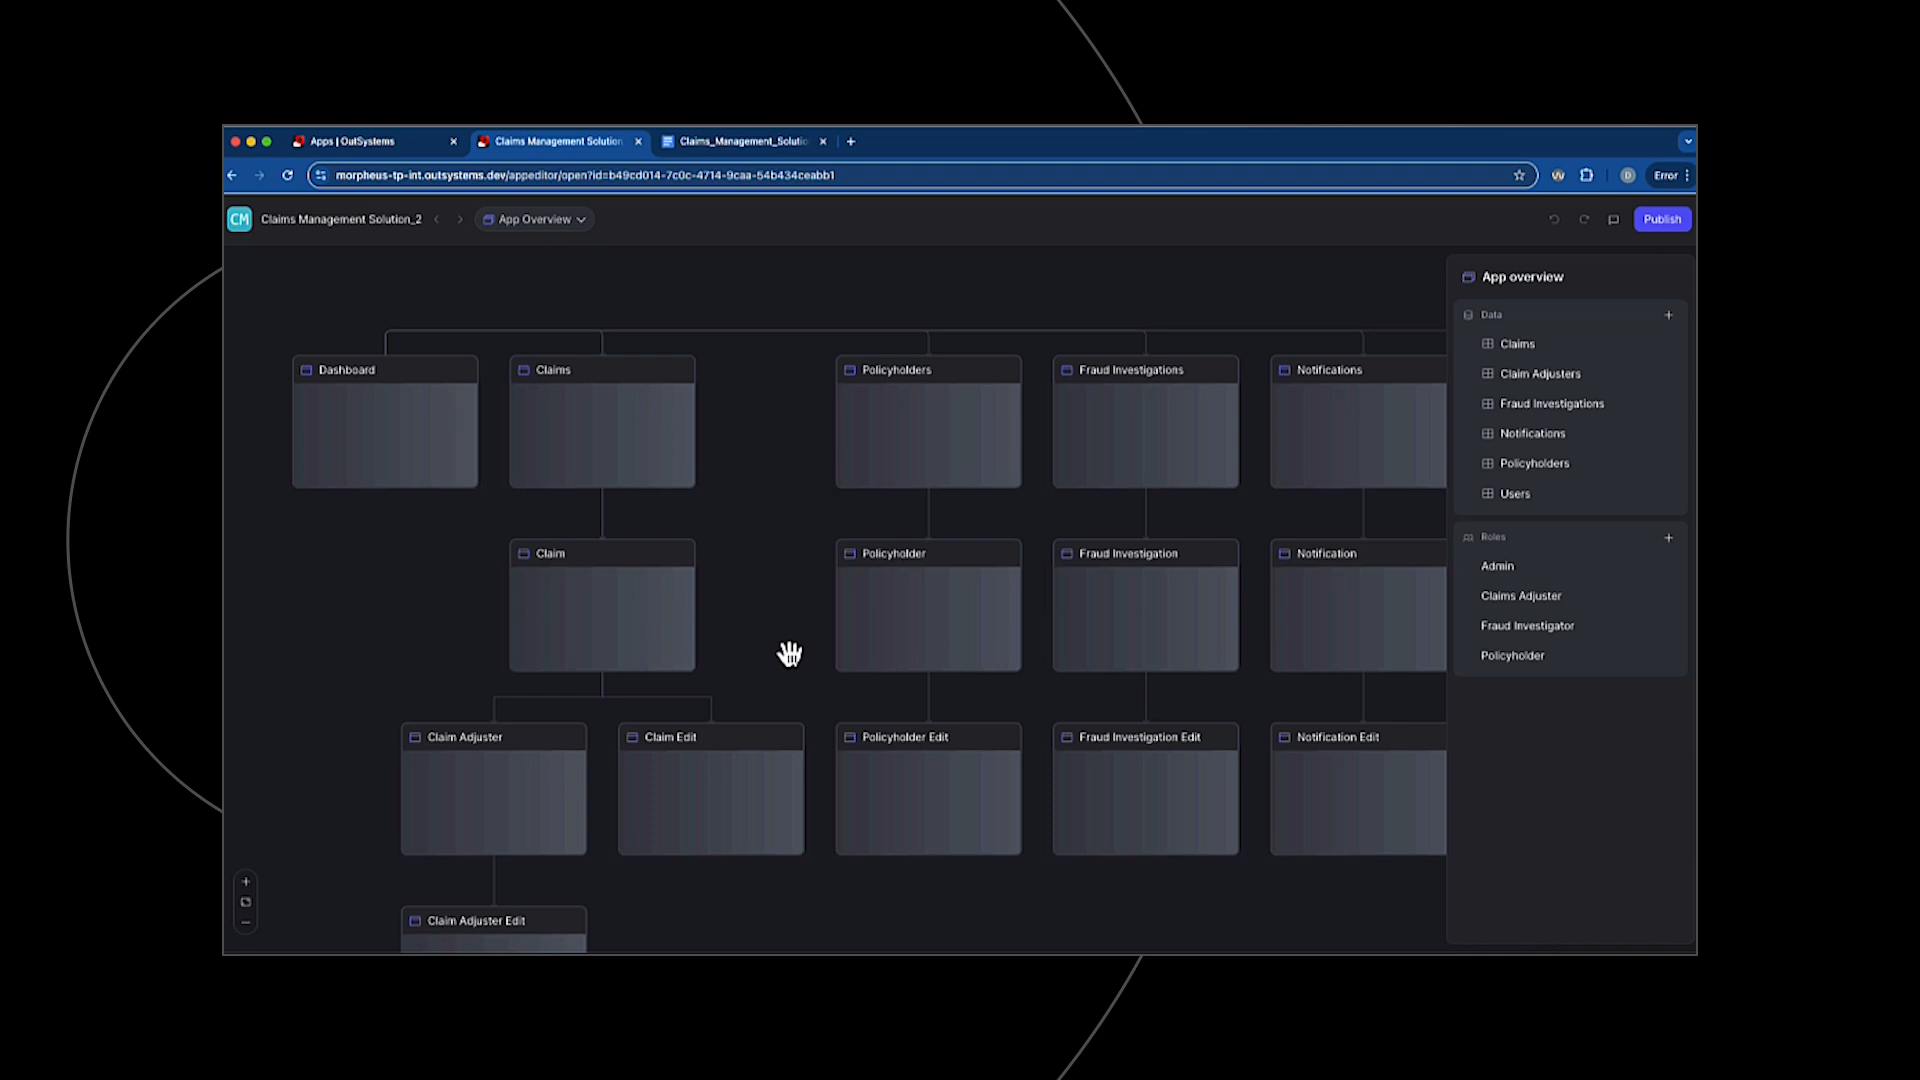 Apps | OutSystems
Claims Management Solution
Claims_Management_Solutio
morpheus-tp-int.outsystems.dev/appeditor/open?id=b49cd014-7c0c-4714-9caa-54b434ceabb1
D
Error
CM
Claims Management Solution_2
App Overview
Publish
App overview
Data
Claims
Claim Adjusters
Fraud Investigations
Notifications
Policyholders
Users
Roles
Admin
Claims Adjuster
Fraud Investigator
Policyholder
Dashboard
Claims
Policyholders
Fraud Investigations
Notifications
Claim
Policyholder
Fraud Investigation
Notification
Claim Adjuster
Claim Edit
Policyholder Edit
Fraud Investigation Edit
Notification Edit
Claim Adjuster Edit